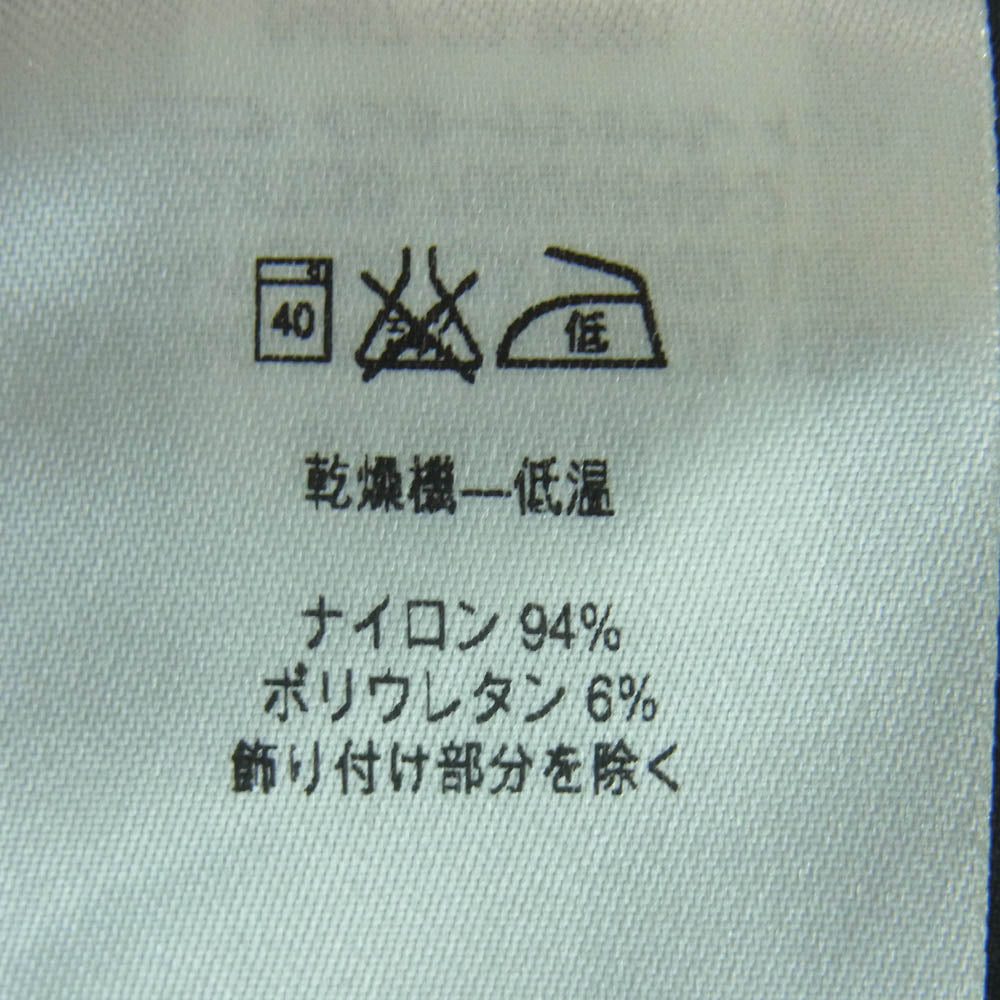 40 低
乾燥機—低温
ナイロン 94%
ポリウレタン 6%
飾り付け部分を除く